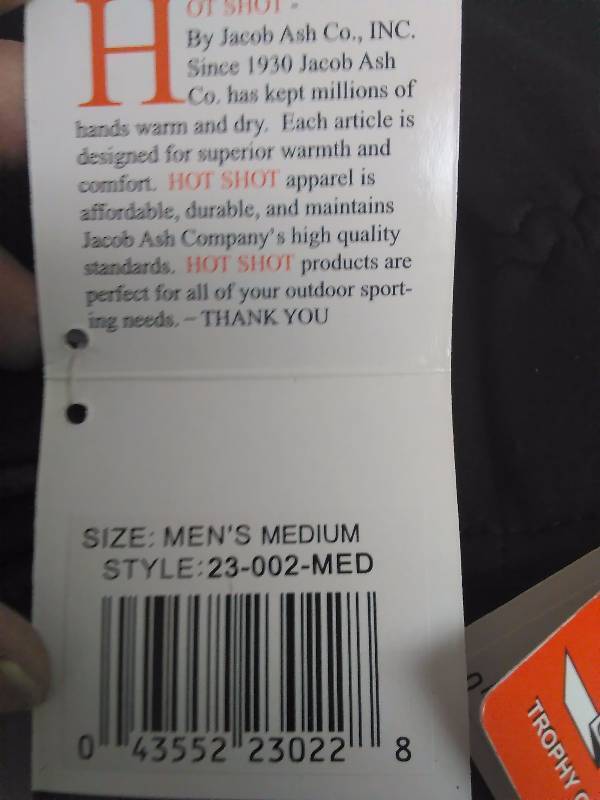 HOT SHOT -
By Jacob Ash Co., INC.
Since 1930 Jacob Ash
Co. has kept millions of
hands warm and dry. Each article is
designed for superior warmth and
comfort. HOT SHOT apparel is
affordable, durable, and maintains
Jacob Ash Company's high quality
standards. HOT SHOT products are
perfect for all of your outdoor sport-
ing needs. – THANK YOU
SIZE: MEN'S MEDIUM
STYLE:23-002-MED
0 43552 23022 8
TROPHY